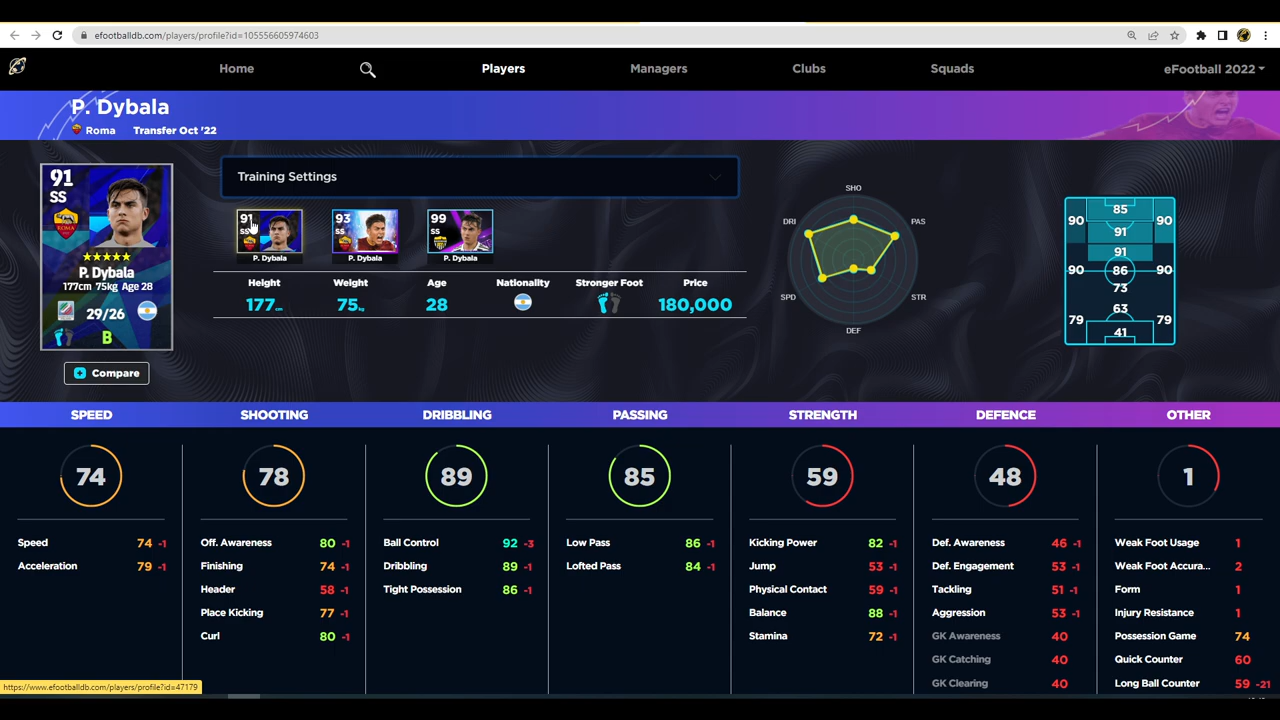 efootballdb.com/players/profile?id=105556605974603
Home
Players
Managers
Clubs
Squads
eFootball 2022
P. Dybala
Roma
Transfer Oct '22
91
SS
ROMA
P. Dybala
177cm 75kg Age 28
29/26
B
Compare
Training Settings
91
SS
P. Dybala
93
SS
P. Dybala
99
SS
P. Dybala
Height
177cm
Weight
75kg
Age
28
Nationality
Stronger Foot
Price
180,000
SHO
PAS
STR
DEF
SPD
DRI
85
90
91
90
91
90
86
90
73
63
79
79
41
SPEED
SHOOTING
DRIBBLING
PASSING
STRENGTH
DEFENCE
OTHER
74
78
89
85
59
48
1
Speed 74 -1
Acceleration 79 -1
Off. Awareness 80 -1
Finishing 74 -1
Header 58 -1
Place Kicking 77 -1
Curl 80 -1
Ball Control 92 -3
Dribbling 89 -1
Tight Possession 86 -1
Low Pass 86 -1
Lofted Pass 84 -1
Kicking Power 82 -1
Jump 53 -1
Physical Contact 59 -1
Balance 88 -1
Stamina 72 -1
Def. Awareness 46 -1
Def. Engagement 53 -1
Tackling 51 -1
Aggression 53 -1
GK Awareness 40
GK Catching 40
GK Clearing 40
Weak Foot Usage 1
Weak Foot Accura... 2
Form 1
Injury Resistance 1
Possession Game 74
Quick Counter 60
Long Ball Counter 59 -21
https://www.efootballdb.com/players/profile?id=47179